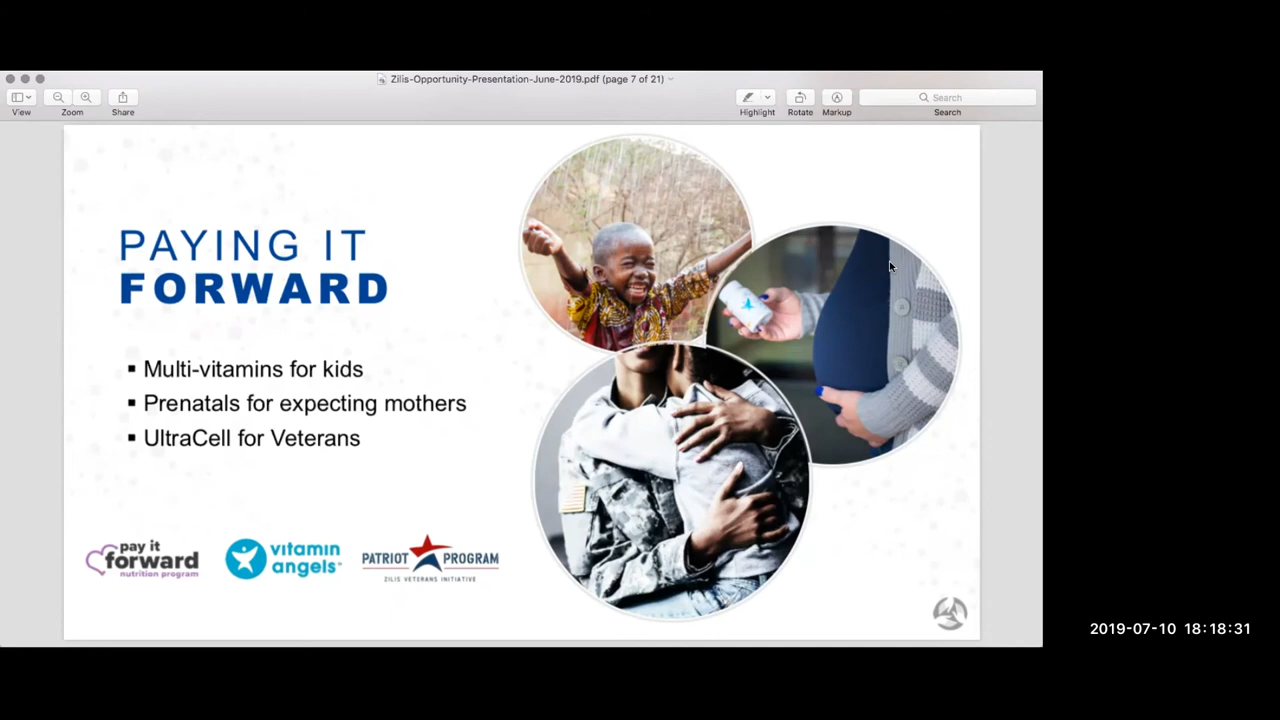 Zilis-Opportunity-Presentation-June-2019.pdf (page 7 of 21)
View
Zoom
Share
Highlight
Rotate
Markup
Search
Search
PAYING IT
FORWARD
▪ Multi-vitamins for kids
▪ Prenatals for expecting mothers
▪ UltraCell for Veterans
pay it
forward
nutrition program
vitamin
angels™
PATRIOT PROGRAM
ZILIS VETERANS INITIATIVE
2019-07-10 18:18:31